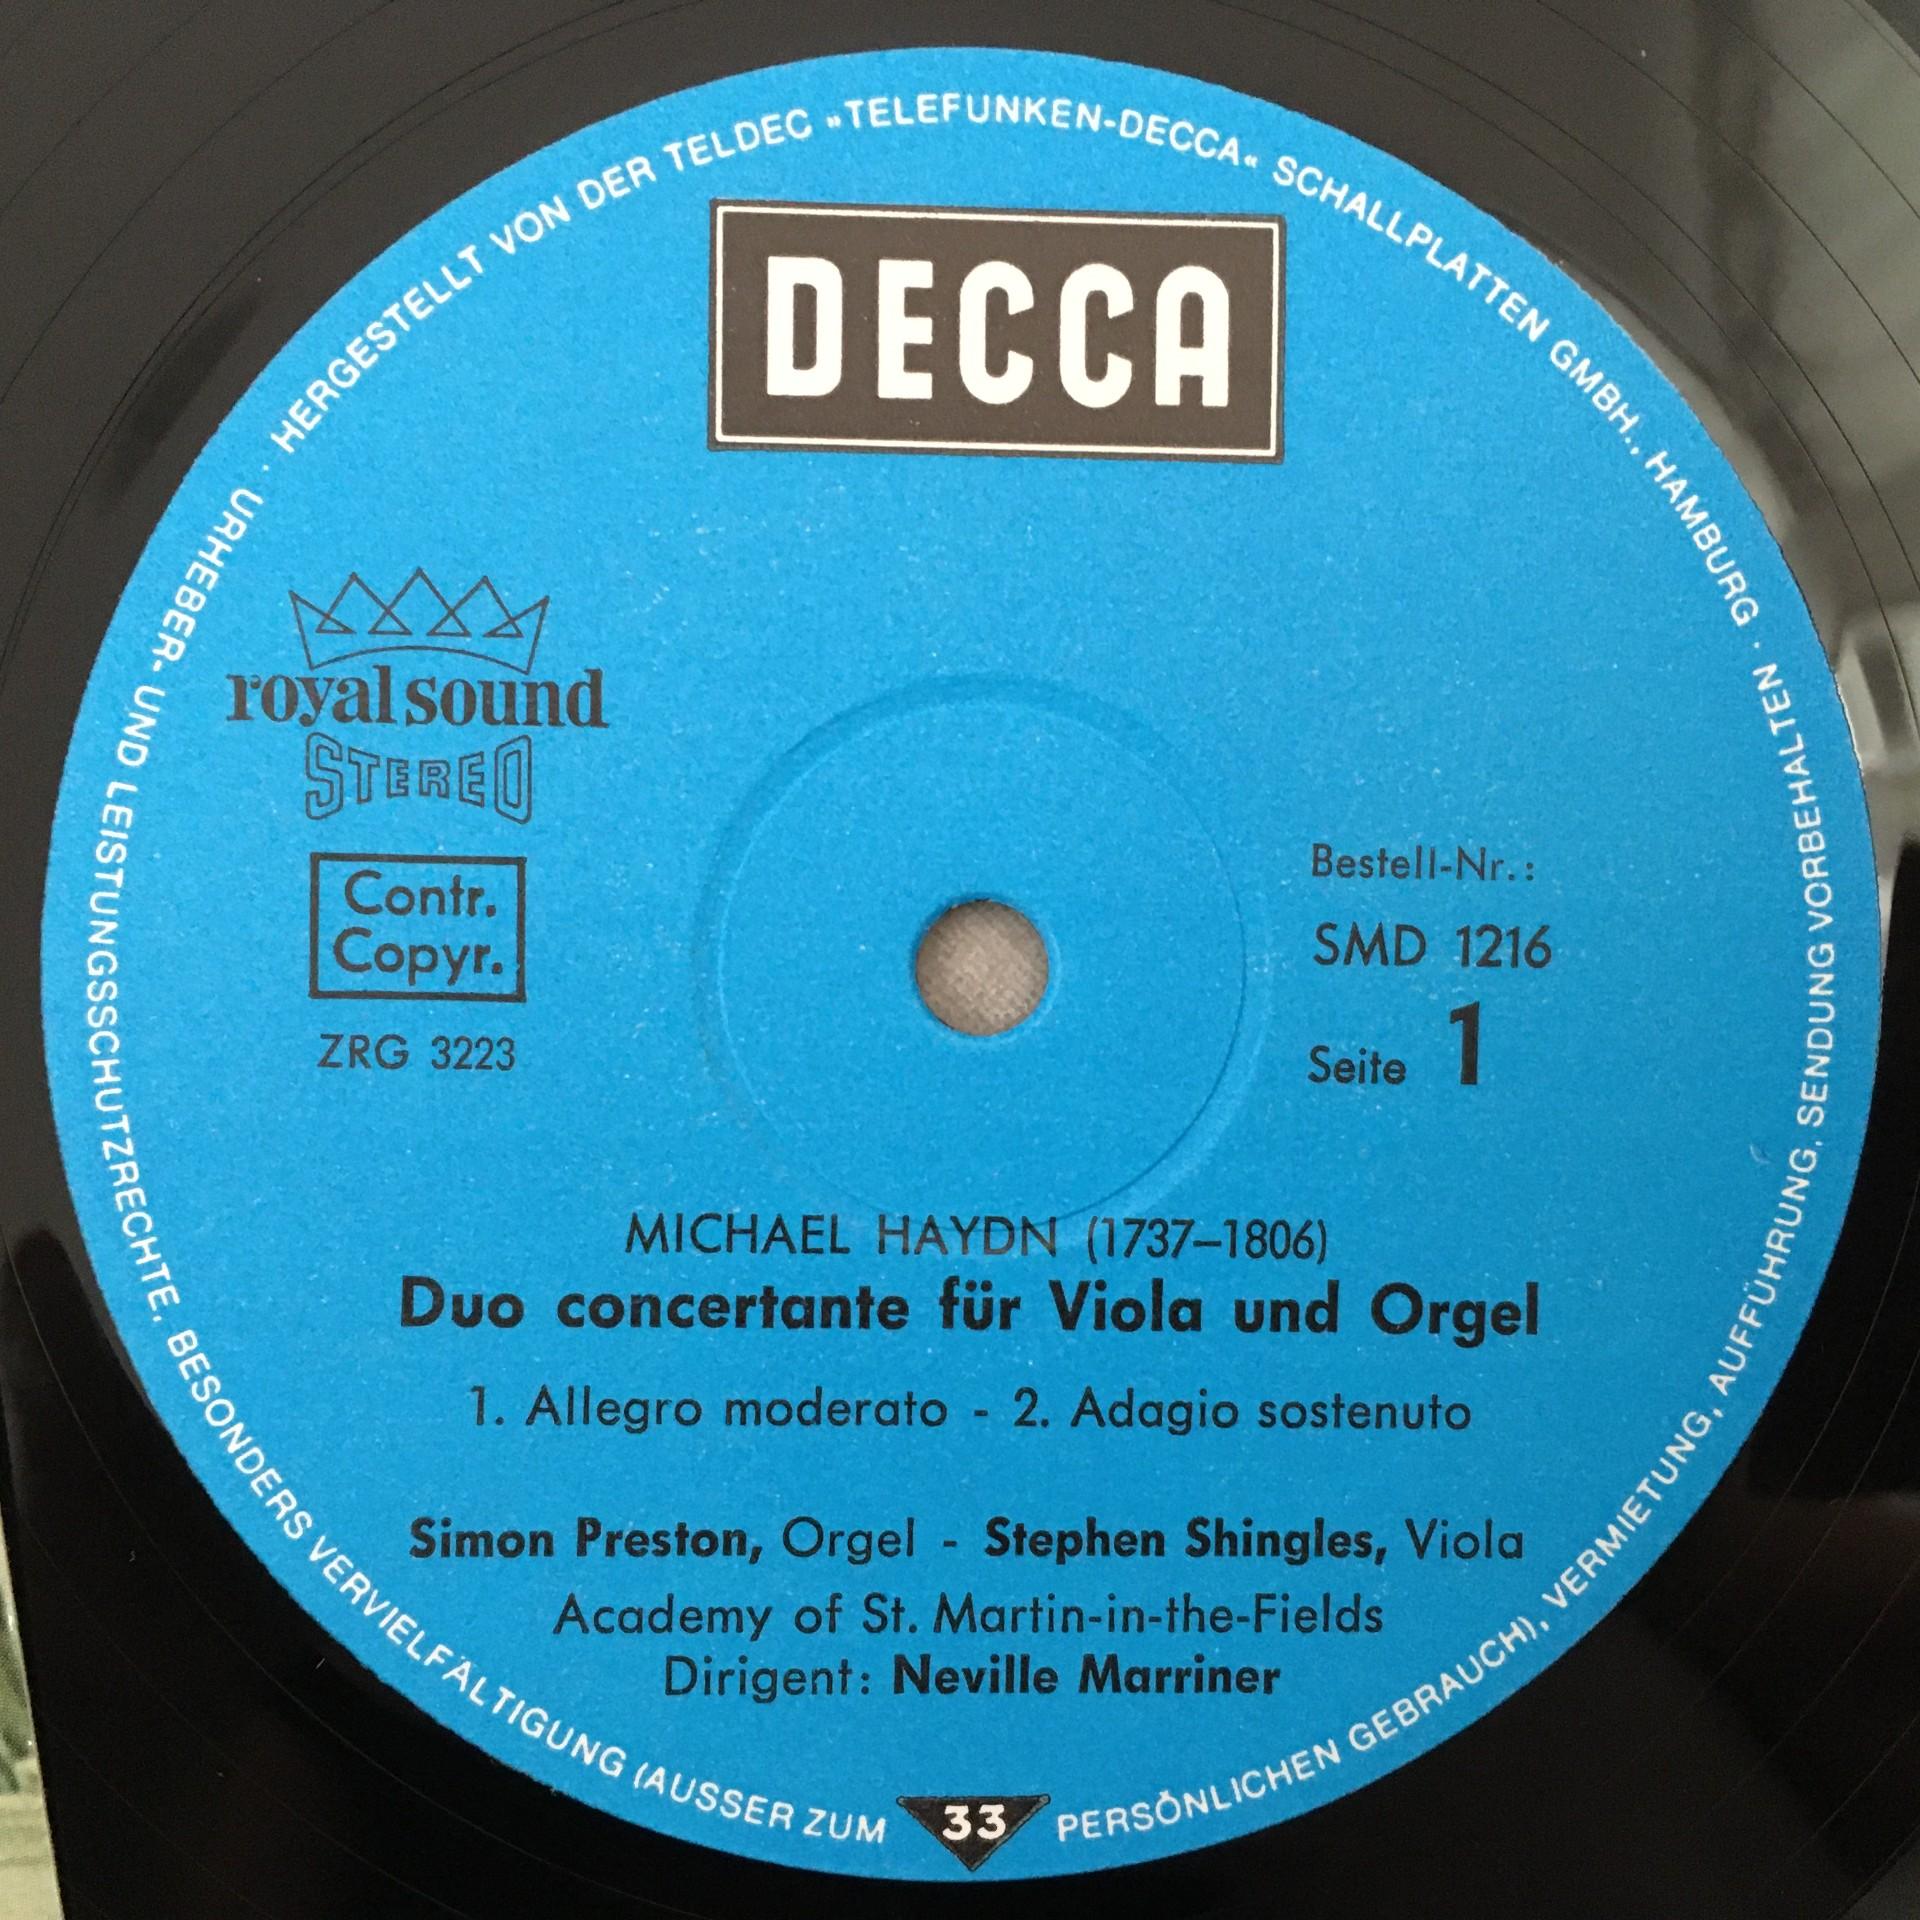 HERGESTELLT VON DER TELDEC »TELEFUNKEN-DECCA« SCHALLPLATTEN GMBH., HAMBURG ·
URHEBER- UND LEISTUNGSSCHUTZRECHTE, BESONDERS VERVIELFÄLTIGUNG (AUSSER ZUM PERSÖNLICHEN GEBRAUCH), VERMIETUNG, AUFFÜHRUNG, SENDUNG VORBEHALTEN ·
DECCA
royal sound
STEREO
Contr.
Copyr.
ZRG 3223
Bestell-Nr.:
SMD 1216
Seite 1
MICHAEL HAYDN (1737–1806)
Duo concertante für Viola und Orgel
1. Allegro moderato - 2. Adagio sostenuto
Simon Preston, Orgel - Stephen Shingles, Viola
Academy of St. Martin-in-the-Fields
Dirigent: Neville Marriner
33